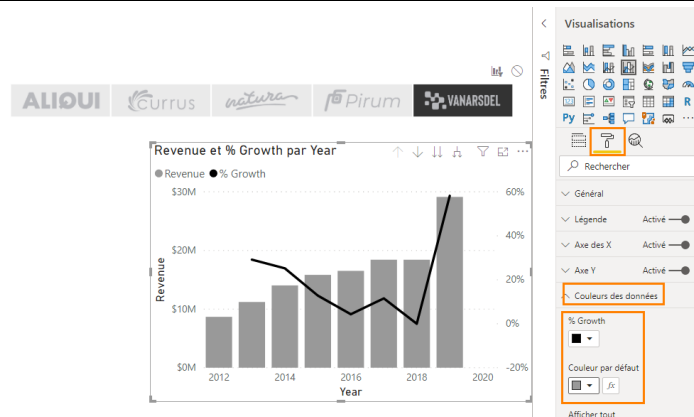 Visualisations
Filtres
ALIQUI
Currus
natura
Pirum
VANARSDEL
R
Py
Rechercher
Revenue et % Growth par Year
Revenue
% Growth
Général
Légende
Activé
Axe des X
Activé
Axe Y
Activé
Couleurs des données
% Growth
Couleur par défaut
fx
Afficher tout
$30M
$20M
$10M
$0M
Revenue
60%
40%
20%
0%
-20%
2012
2014
2016
2018
2020
Year